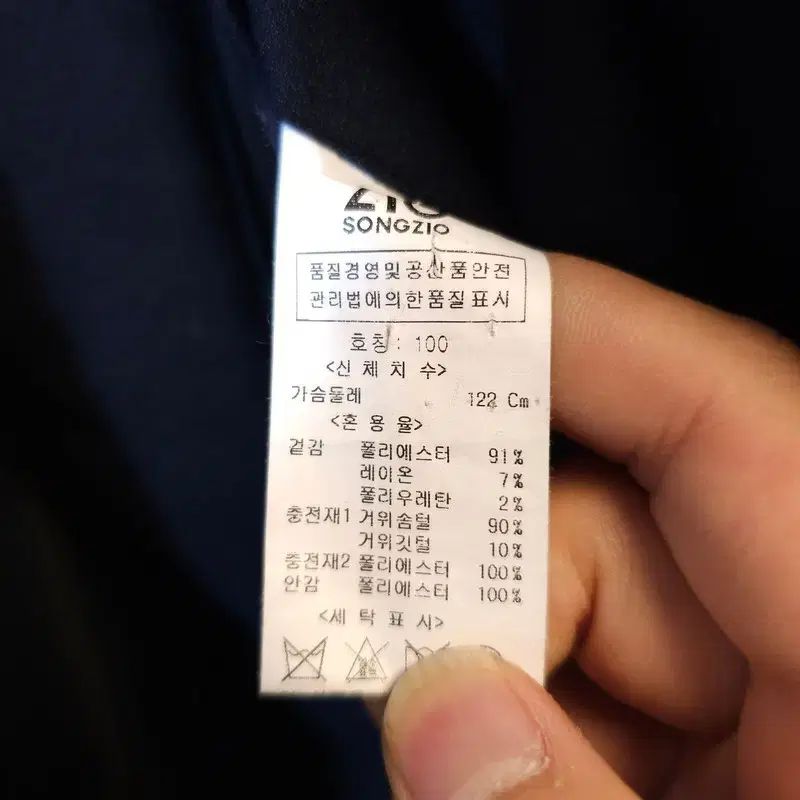 ZIO
SONGZIO
품질경영및공산품안전
관리법에의한품질표시
호칭: 100
<신 체 치 수>
가슴둘레 122 Cm
<혼 용 율>
겉감 폴리에스터 91%
레이온 7%
폴리우레탄 2%
충전재1 거위솜털 90%
거위깃털 10%
충전재2 폴리에스터 100%
안감 폴리에스터 100%
<세 탁 표 시>